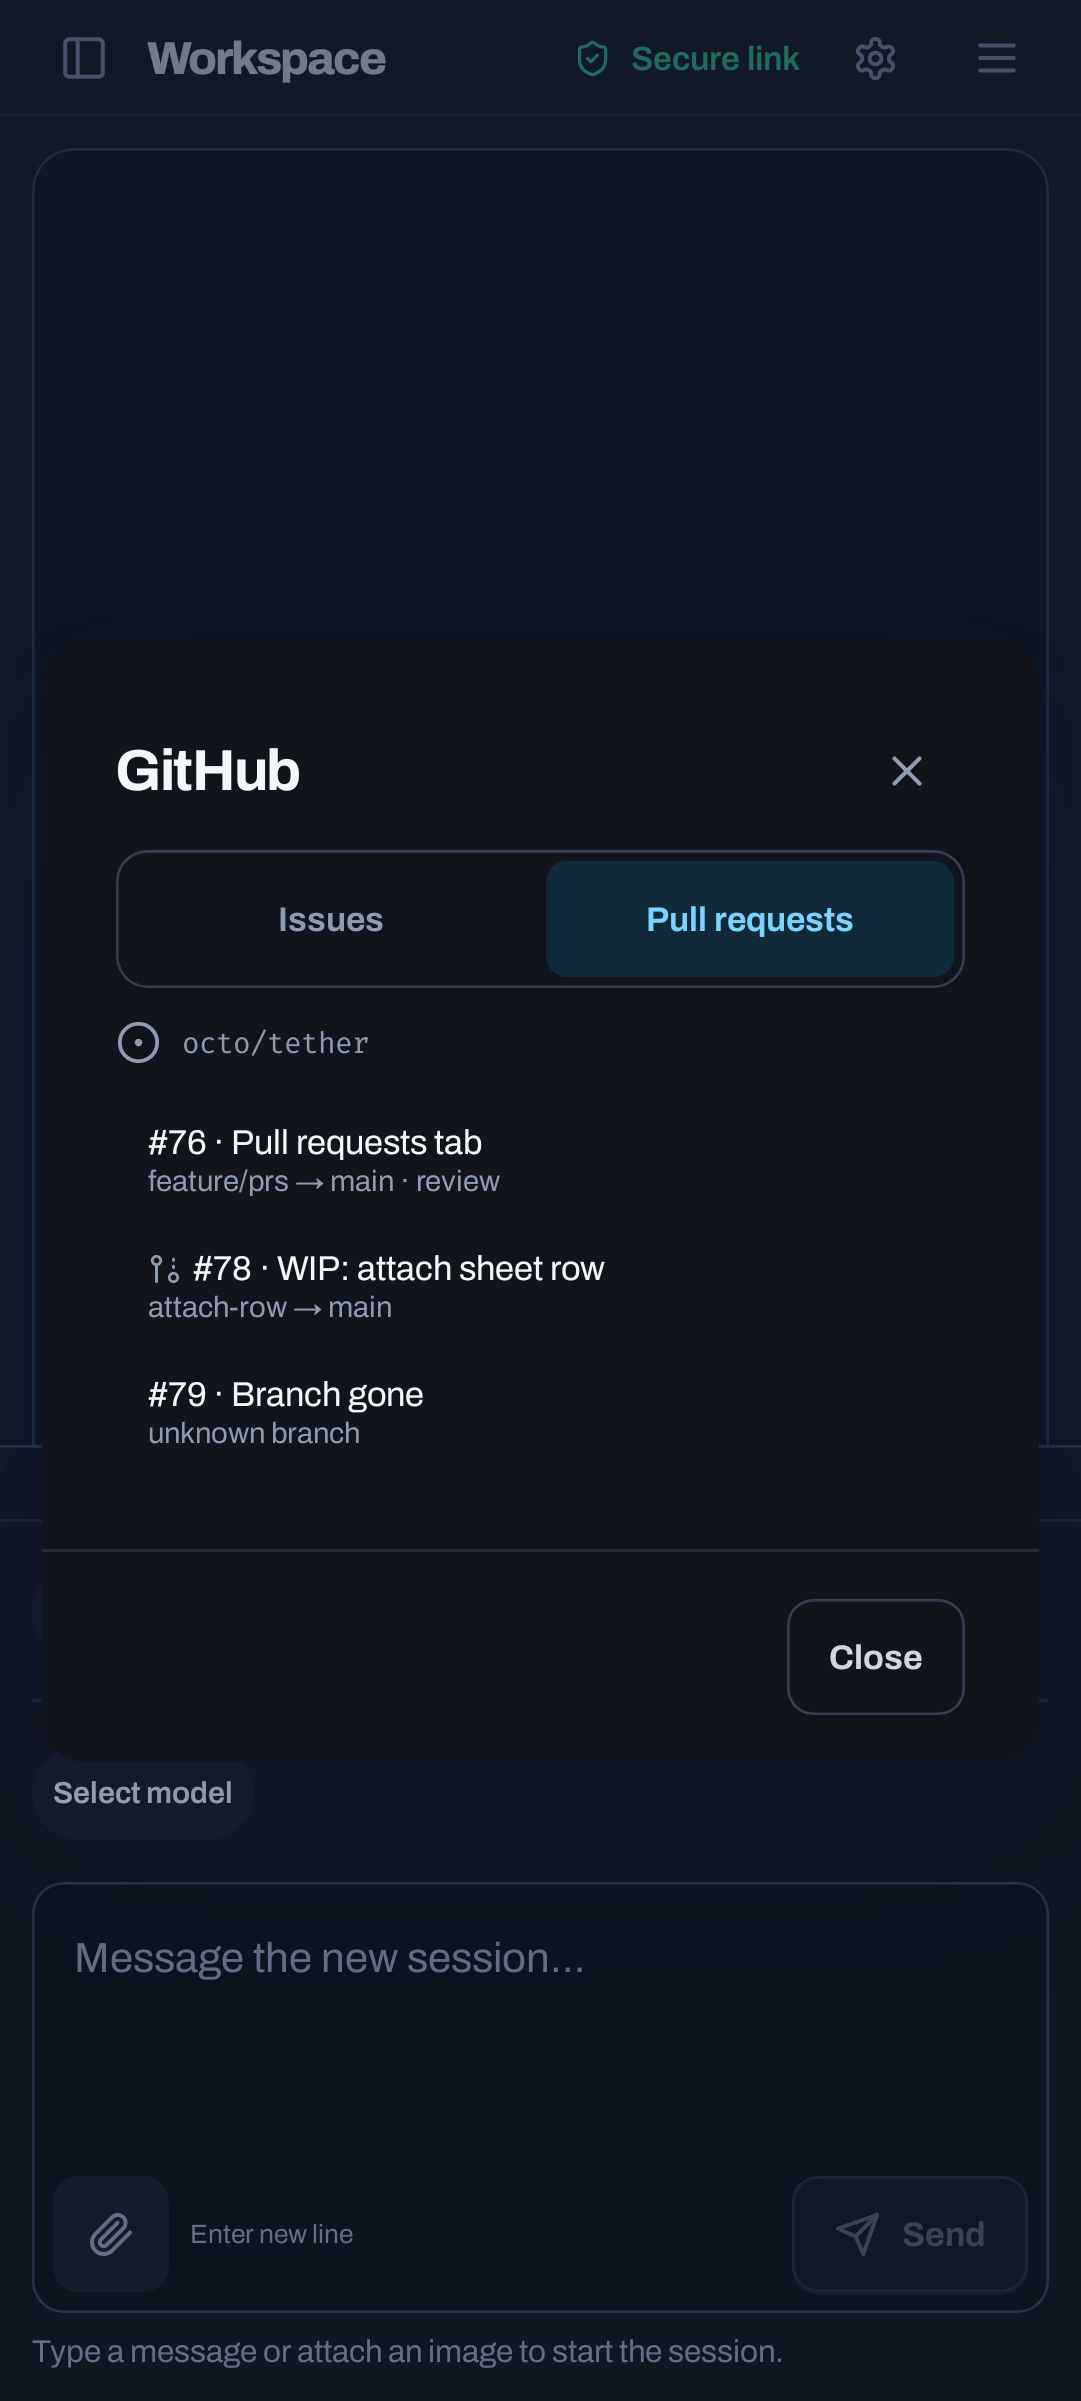 Workspace
Secure link
GitHub
Issues
Pull requests
octo/tether
#76 · Pull requests tab
feature/prs → main · review
#78 · WIP: attach sheet row
attach-row → main
#79 · Branch gone
unknown branch
Close
Select model
Message the new session...
Enter new line
Send
Type a message or attach an image to start the session.